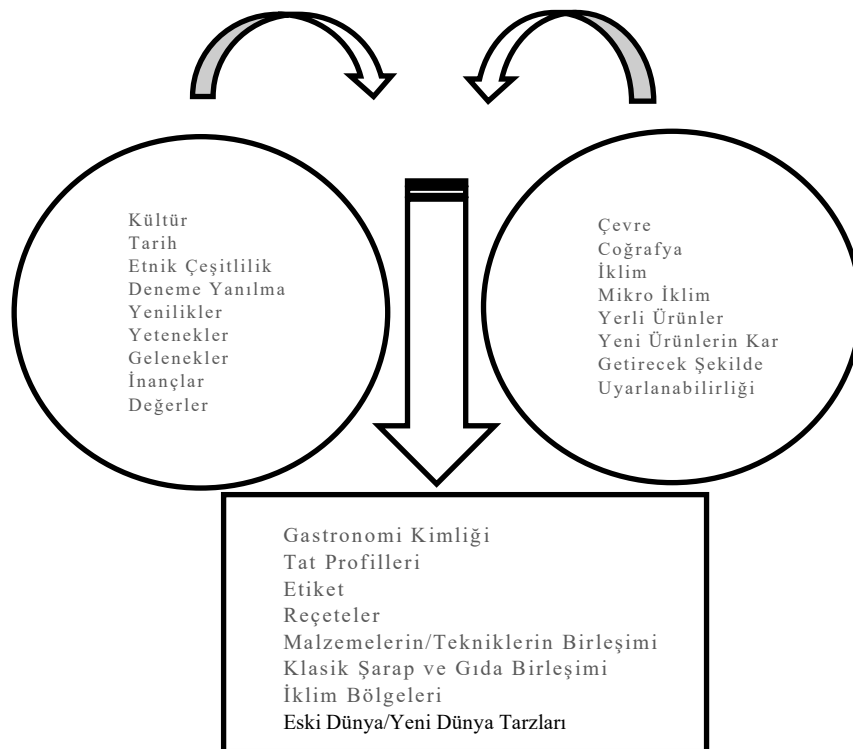 Kültür
Tarih
Etnik Çeşitlilik
Deneme Yanılma
Yenilikler
Yetenekler
Gelenekler
İnançlar
Değerler
Çevre
Coğrafya
İklim
Mikro İklim
Yerli Ürünler
Yeni Ürünlerin Kar
Getirecek Şekilde
Uyarlanabilirliği
Gastronomi Kimliği
Tat Profilleri
Etiket
Reçeteler
Malzemelerin/Tekniklerin Birleşimi
Klasik Şarap ve Gıda Birleşimi
İklim Bölgeleri
Eski Dünya/Yeni Dünya Tarzları